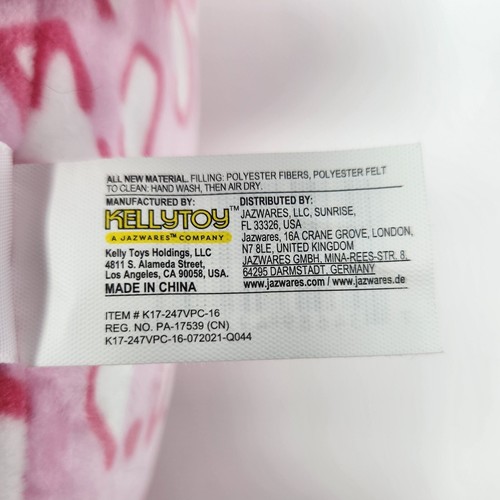 ALL NEW MATERIAL. FILLING: POLYESTER FIBERS, POLYESTER FELT
TO CLEAN: HAND WASH, THEN AIR DRY.
MANUFACTURED BY:
KELLYTOY™
A JAZWARES™ COMPANY
Kelly Toys Holdings, LLC
4811 S. Alameda Street,
Los Angeles, CA 90058, USA.
MADE IN CHINA
DISTRIBUTED BY:
JAZWARES, LLC, SUNRISE,
FL 33326, USA
Jazwares, 16A CRANE GROVE, LONDON,
N7 8LE, UNITED KINGDOM
JAZWARES GMBH, MINA-REES-STR. 8,
64295 DARMSTADT, GERMANY
www.jazwares.com / www.jazwares.de
ITEM # K17-247VPC-16
REG. NO. PA-17539 (CN)
K17-247VPC-16-072021-Q044